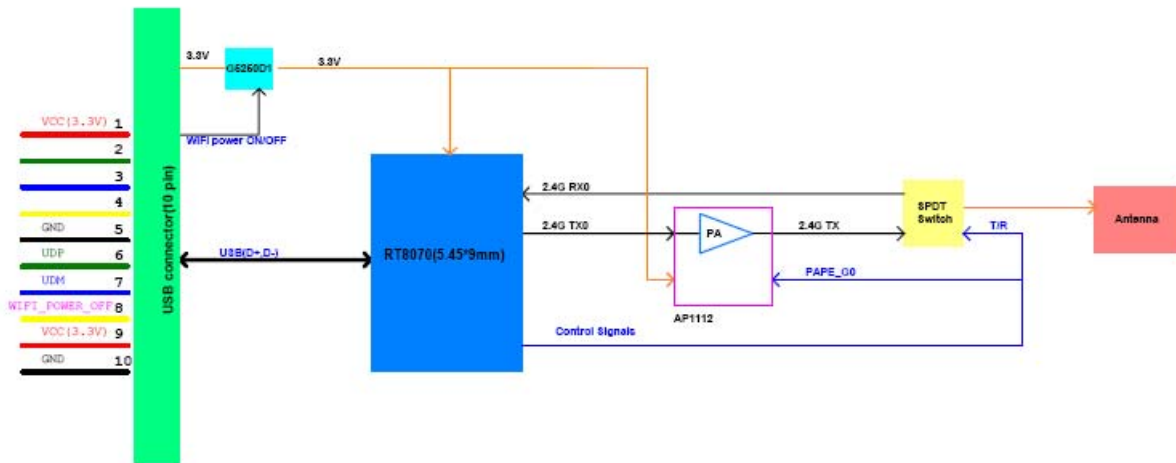 3.3V
G5250D1
3.3V
VCC(3.3V) 1
WIFI power ON/OFF
2
3
4
GND 5
UDP 6
UDM 7
WIFI_POWER_OFF 8
VCC(3.3V) 9
GND 10
USB connector(10 pin)
USB(D+,D-)
RT8070(5.45*9mm)
2.4G RX0
2.4G TX0
PA
2.4G TX
SPDT
Switch
T/R
Antenna
PAPE_G0
AP1112
Control Signals